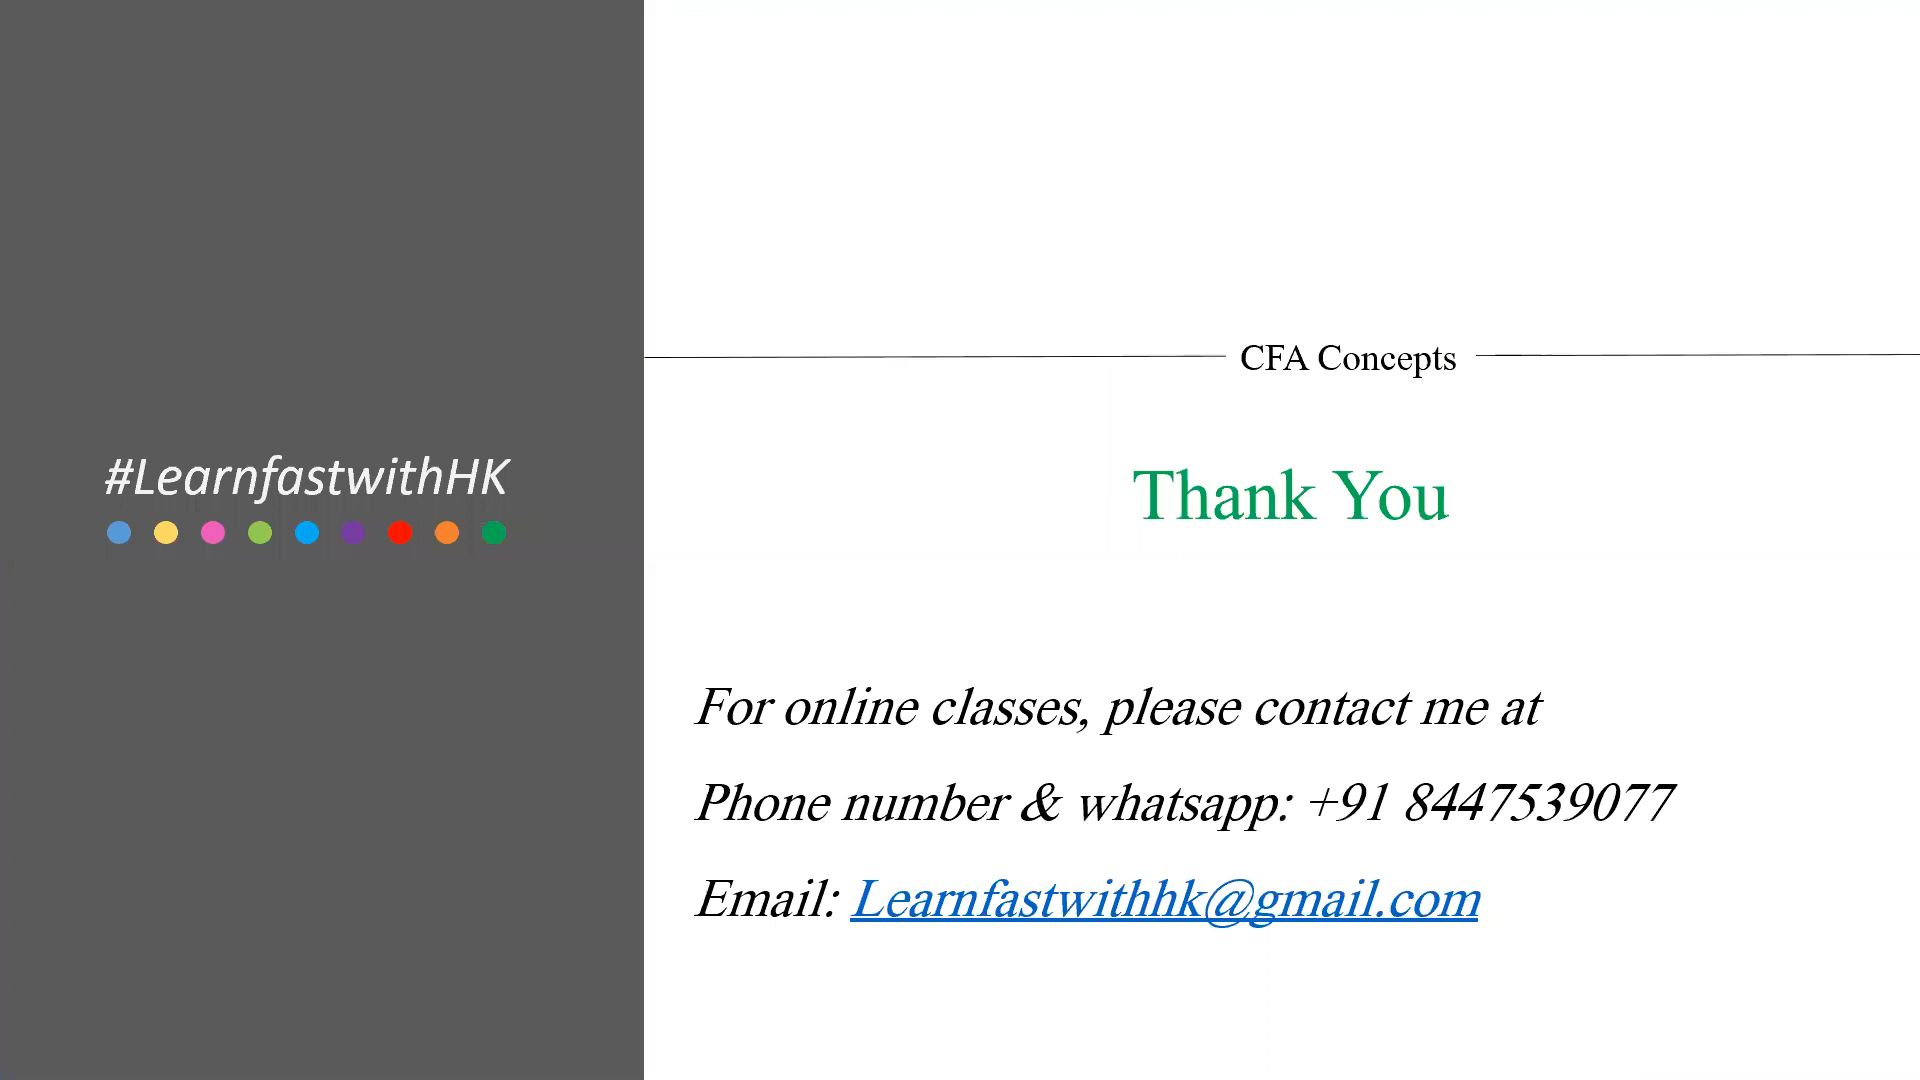 #LearnfastwithHK
CFA Concepts
Thank You
For online classes, please contact me at
Phone number & whatsapp: +91 8447539077
Email: Learnfastwithhk@gmail.com